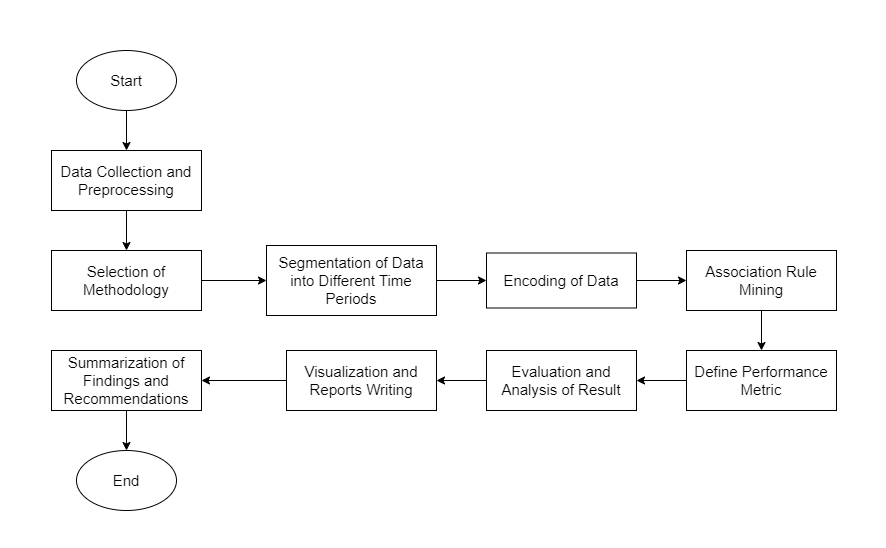 Start
Data Collection and
Preprocessing
Selection of
Methodology
Segmentation of Data
into Different Time
Periods
Encoding of Data
Association Rule
Mining
Define Performance
Metric
Evaluation and
Analysis of Result
Visualization and
Reports Writing
Summarization of
Findings and
Recommendations
End